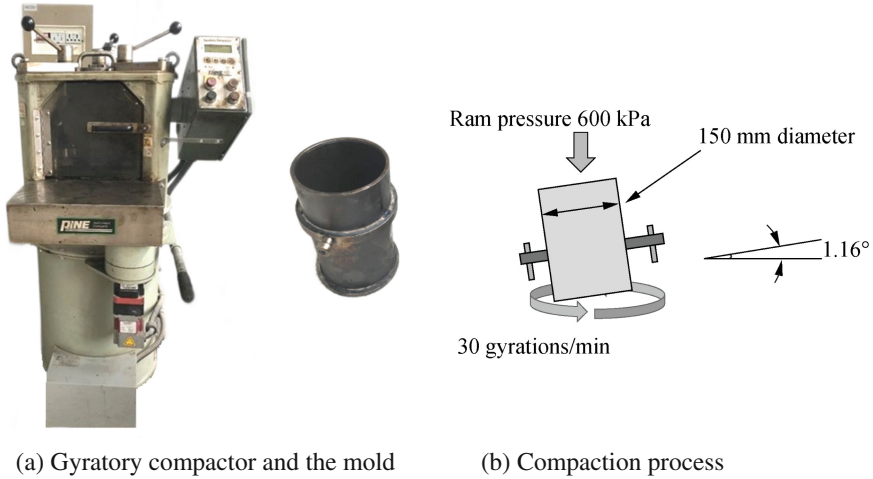 PINE
Ram pressure 600 kPa
150 mm diameter
1.16°
30 gyrations/min
(a) Gyratory compactor and the mold
(b) Compaction process